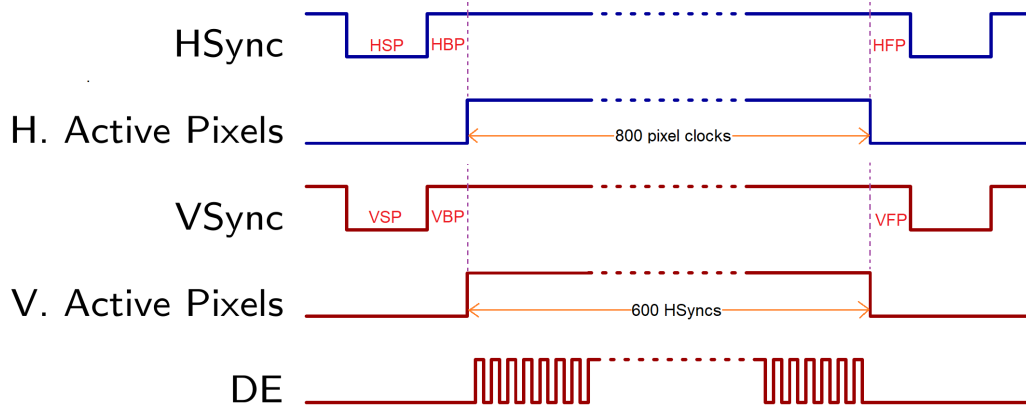 HSync HSP HBP HFP
H. Active Pixels 800 pixel clocks
VSync VSP VBP VFP
V. Active Pixels 600 HSyncs
DE